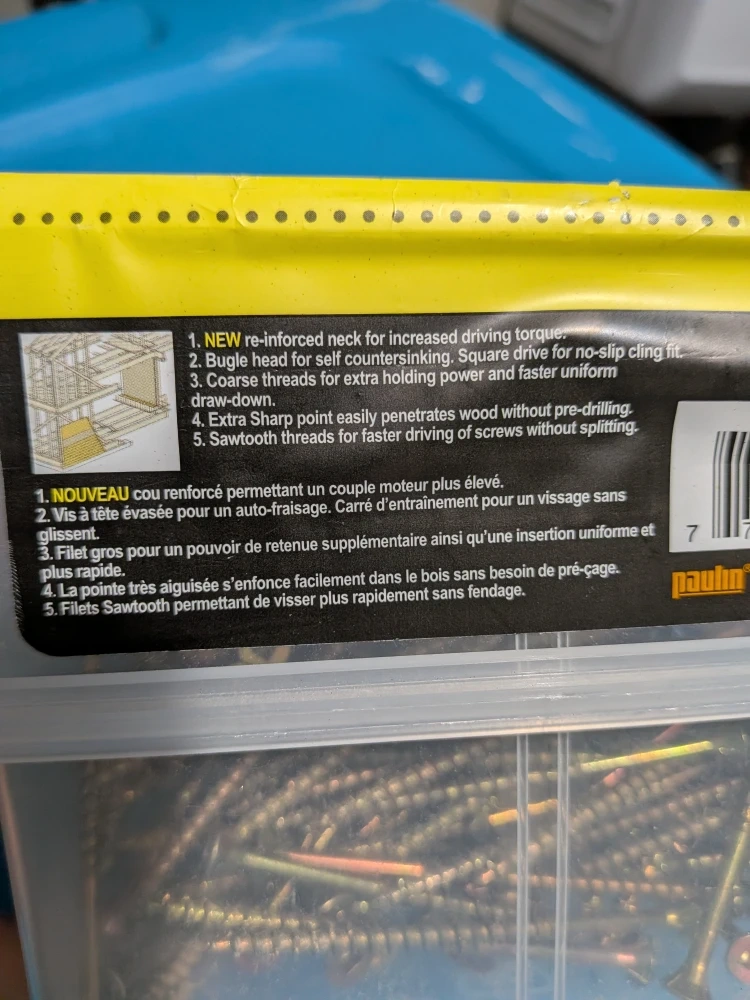 1. NEW re-inforced neck for increased driving torque.
2. Bugle head for self countersinking. Square drive for no-slip cling fit.
3. Coarse threads for extra holding power and faster uniform
draw-down.
4. Extra Sharp point easily penetrates wood without pre-drilling.
5. Sawtooth threads for faster driving of screws without splitting.
1. NOUVEAU cou renforcé permettant un couple moteur plus élevé.
2. Vis à tête évasée pour un auto-fraisage. Carré d'entraînement pour un vissage sans
glissent.
3. Filet gros pour un pouvoir de retenue supplémentaire ainsi qu'une insertion uniforme et
plus rapide.
4. La pointe très aiguisée s'enfonce facilement dans le bois sans besoin de pré-çage.
5. Filets Sawtooth permettant de visser plus rapidement sans fendage.
7
paulin®